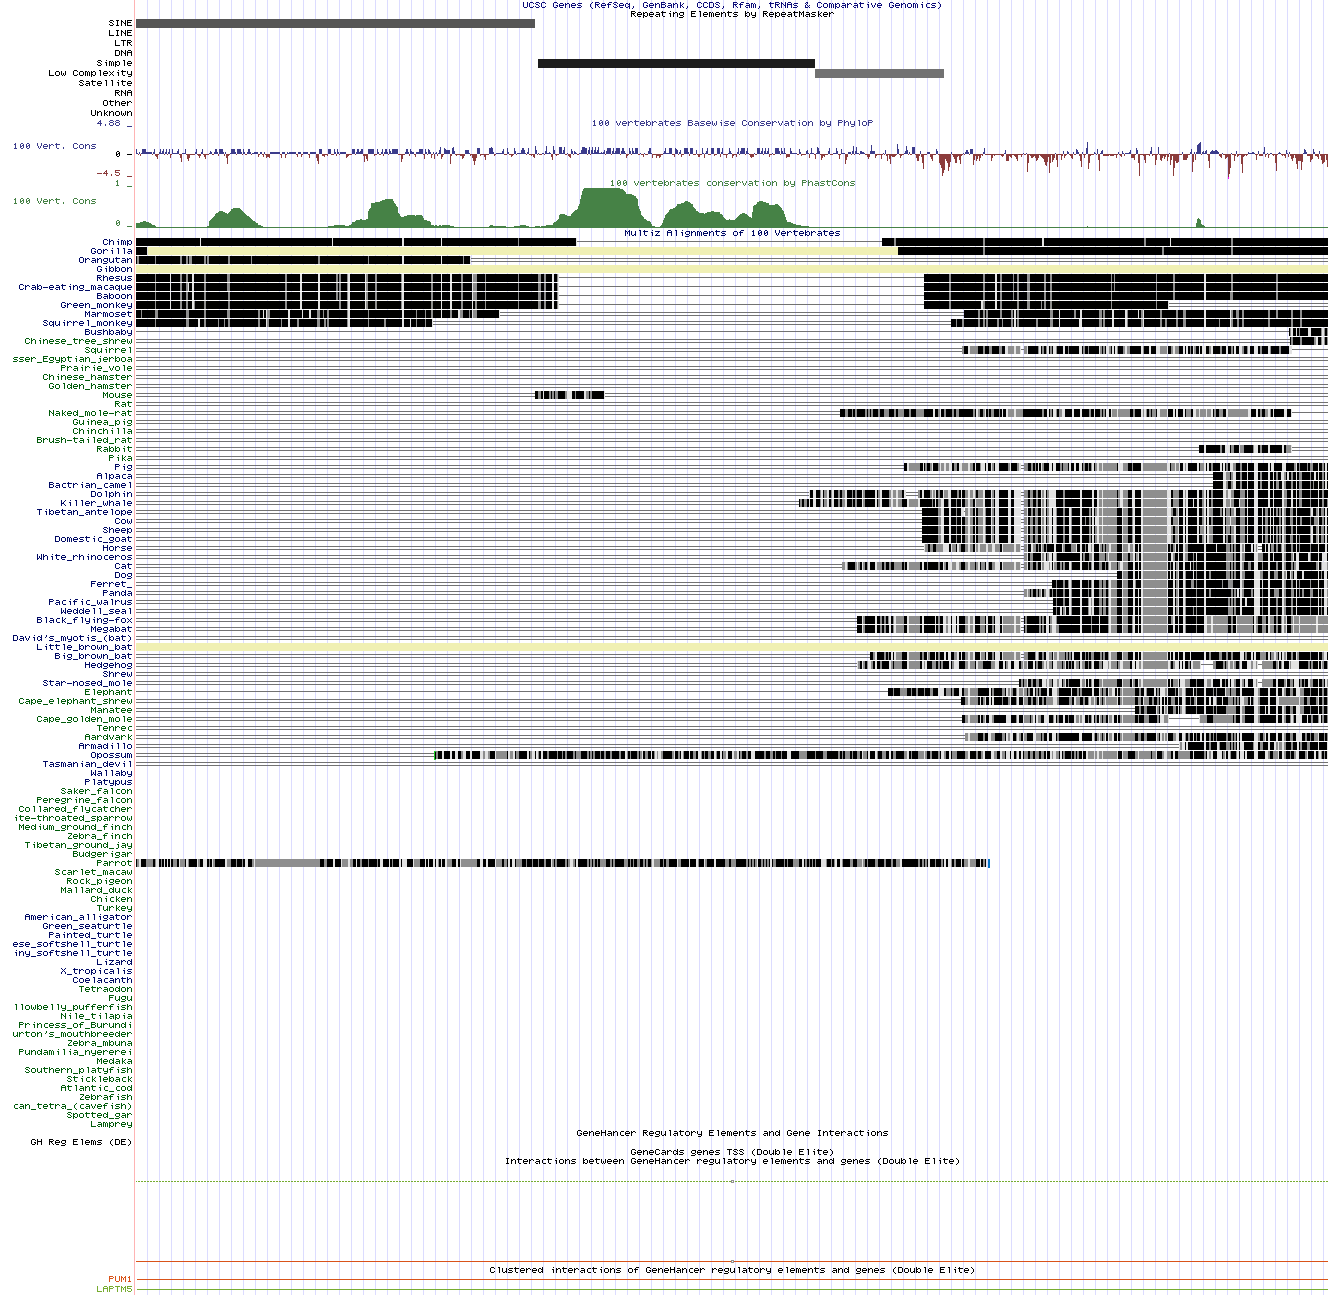 UCSC Genes (RefSeq, GenBank, CCDS, Rfam, tRNAs & Comparative Genomics)
Repeating Elements by RepeatMasker
SINE
LINE
LTR
DNA
Simple
Low Complexity
Satellite
RNA
Other
Unknown
4.88 _
100 vertebrates Basewise Conservation by PhyloP
100 Vert. Cons
0 -
-4.5 _
100 vertebrates conservation by PhastCons
1 _
100 Vert. Cons
0 _
Multiz Alignments of 100 Vertebrates
Chimp
Gorilla
Orangutan
Gibbon
Rhesus
Crab-eating_macaque
Baboon
Green_monkey
Marmoset
Squirrel_monkey
Bushbaby
Chinese_tree_shrew
Squirrel
sser_Egyptian_jerboa
Prairie_vole
Chinese_hamster
Golden_hamster
Mouse
Rat
Naked_mole-rat
Guinea_pig
Chinchilla
Brush-tailed_rat
Rabbit
Pika
Pig
Alpaca
Bactrian_camel
Dolphin
Killer_whale
Tibetan_antelope
Cow
Sheep
Domestic_goat
Horse
White_rhinoceros
Cat
Dog
Ferret_
Panda
Pacific_walrus
Weddell_seal
Black_flying-fox
Megabat
David's_myotis_(bat)
Little_brown_bat
Big_brown_bat
Hedgehog
Shrew
Star-nosed_mole
Elephant
Cape_elephant_shrew
Manatee
Cape_golden_mole
Tenrec
Aardvark
Armadillo
Opossum
Tasmanian_devil
Wallaby
Platypus
Saker_falcon
Peregrine_falcon
Collared_flycatcher
ite-throated_sparrow
Medium_ground_finch
Zebra_finch
Tibetan_ground_jay
Budgerigar
Parrot
Scarlet_macaw
Rock_pigeon
Mallard_duck
Chicken
Turkey
American_alligator
Green_seaturtle
Painted_turtle
ese_softshell_turtle
iny_softshell_turtle
Lizard
X_tropicalis
Coelacanth
Tetraodon
Fugu
llowbelly_pufferfish
Nile_tilapia
Princess_of_Burundi
urton's_mouthbreeder
Zebra_mbuna
Pundamilia_nyererei
Medaka
Southern_platyfish
Stickleback
Atlantic_cod
Zebrafish
can_tetra_(cavefish)
Spotted_gar
Lamprey
GeneHancer Regulatory Elements and Gene Interactions
GH Reg Elems (DE)
GeneCards genes TSS (Double Elite)
Interactions between GeneHancer regulatory elements and genes (Double Elite)
Clustered interactions of GeneHancer regulatory elements and genes (Double Elite)
PUM1
LAPTM5